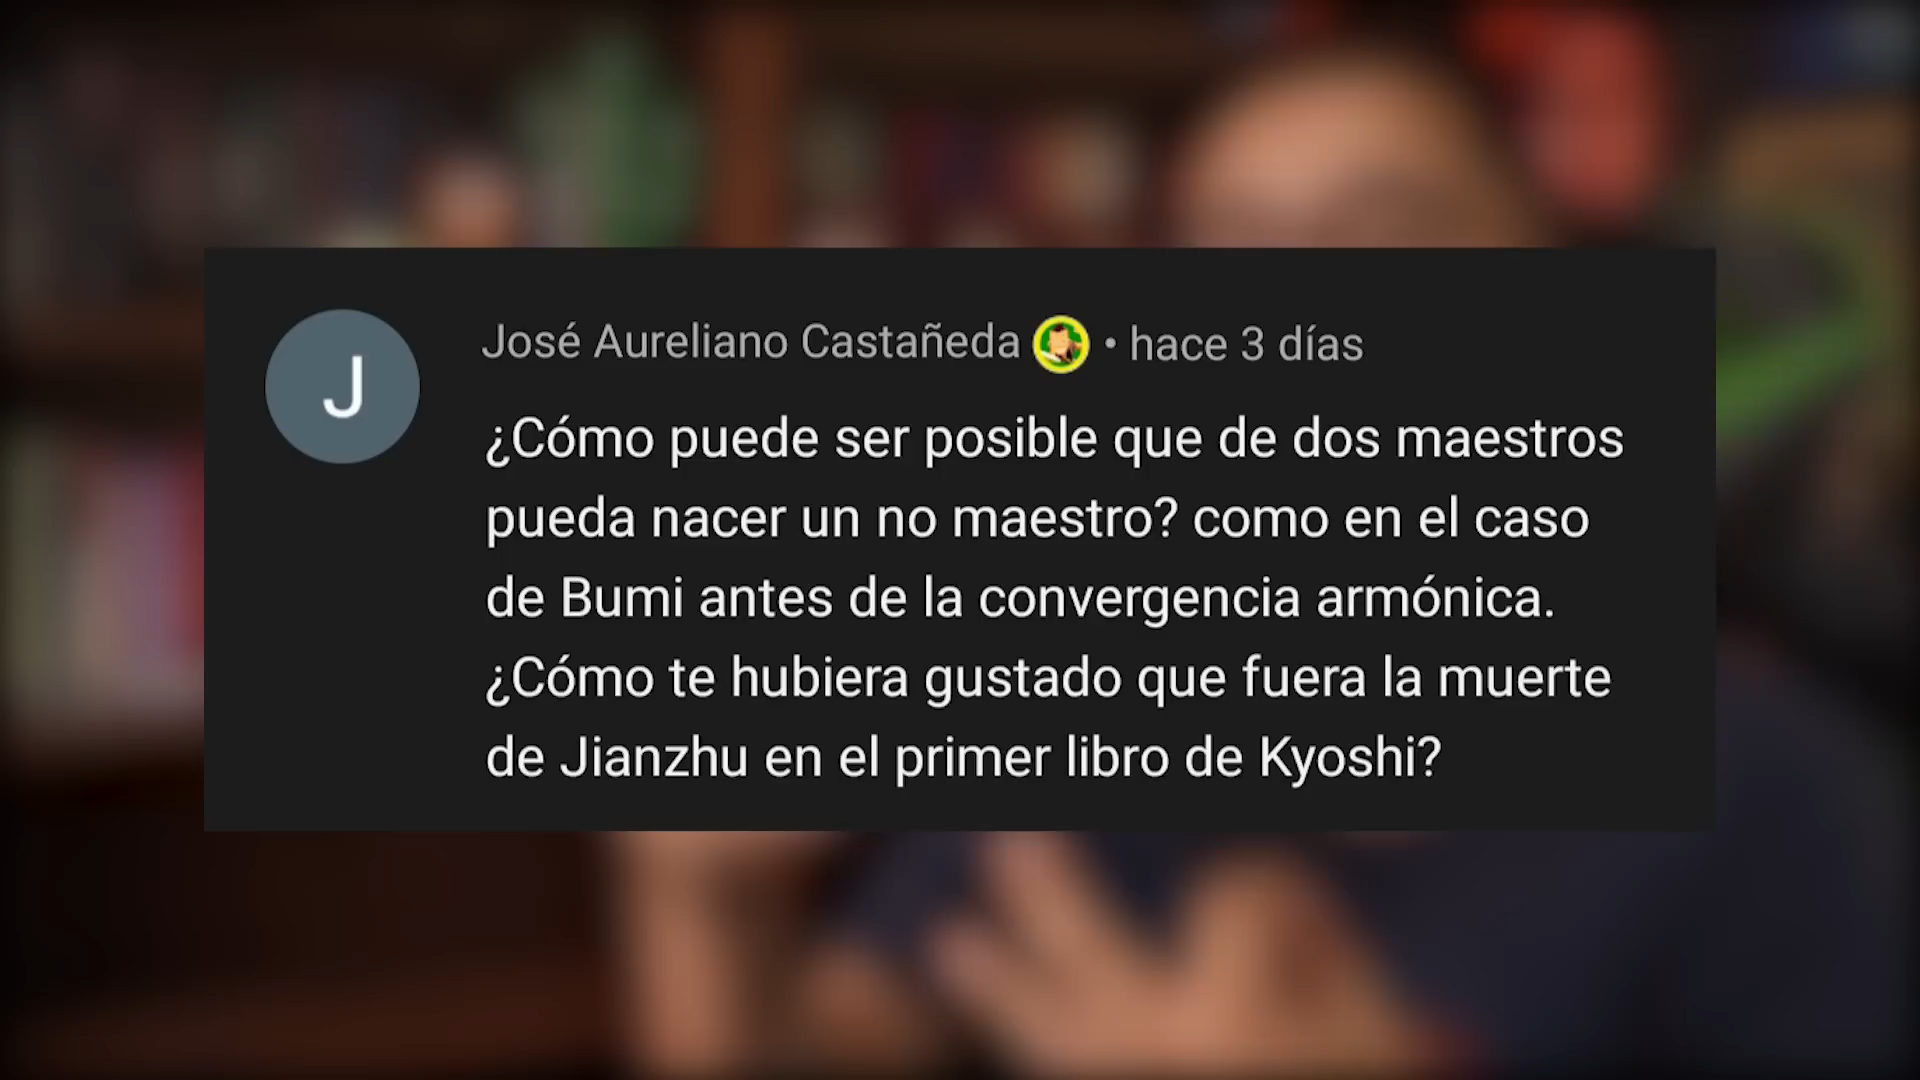 J
José Aureliano Castañeda • hace 3 días
¿Cómo puede ser posible que de dos maestros
pueda nacer un no maestro? como en el caso
de Bumi antes de la convergencia armónica.
¿Cómo te hubiera gustado que fuera la muerte
de Jianzhu en el primer libro de Kyoshi?